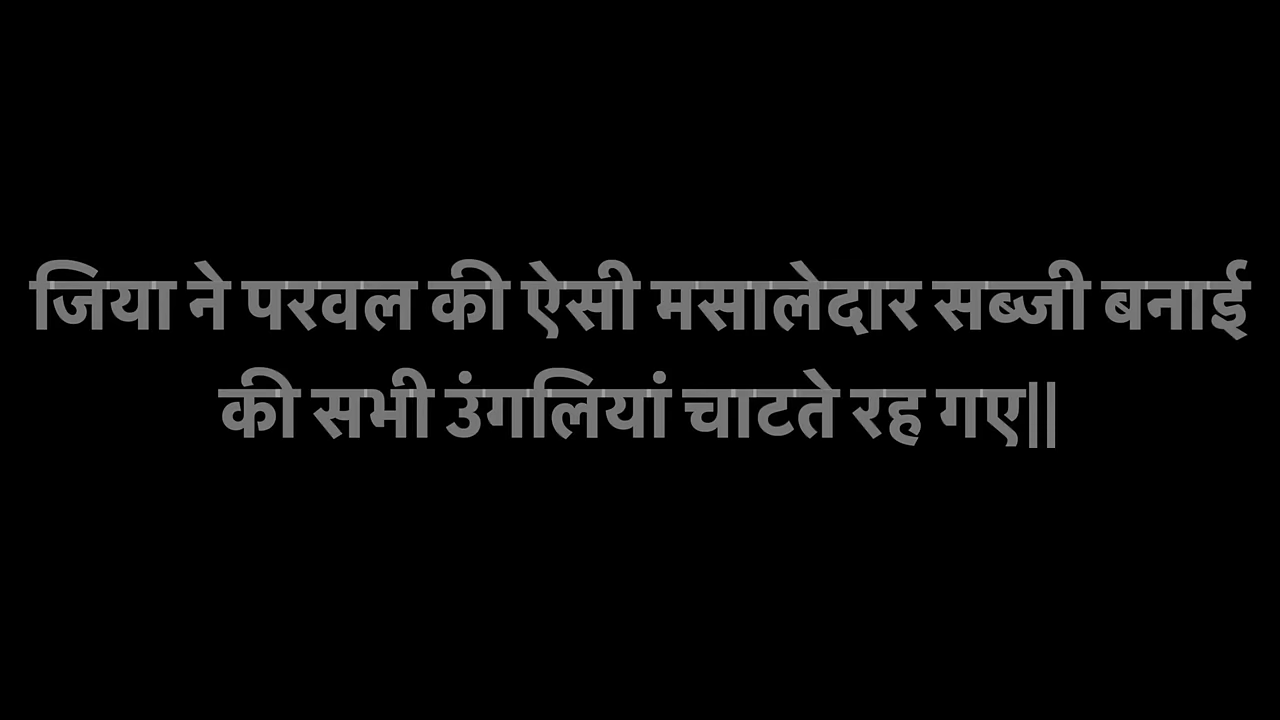 जिया ने परवल की ऐसी मसालेदार सब्जी बनाई
की सभी उंगलियां चाटते रह गए||